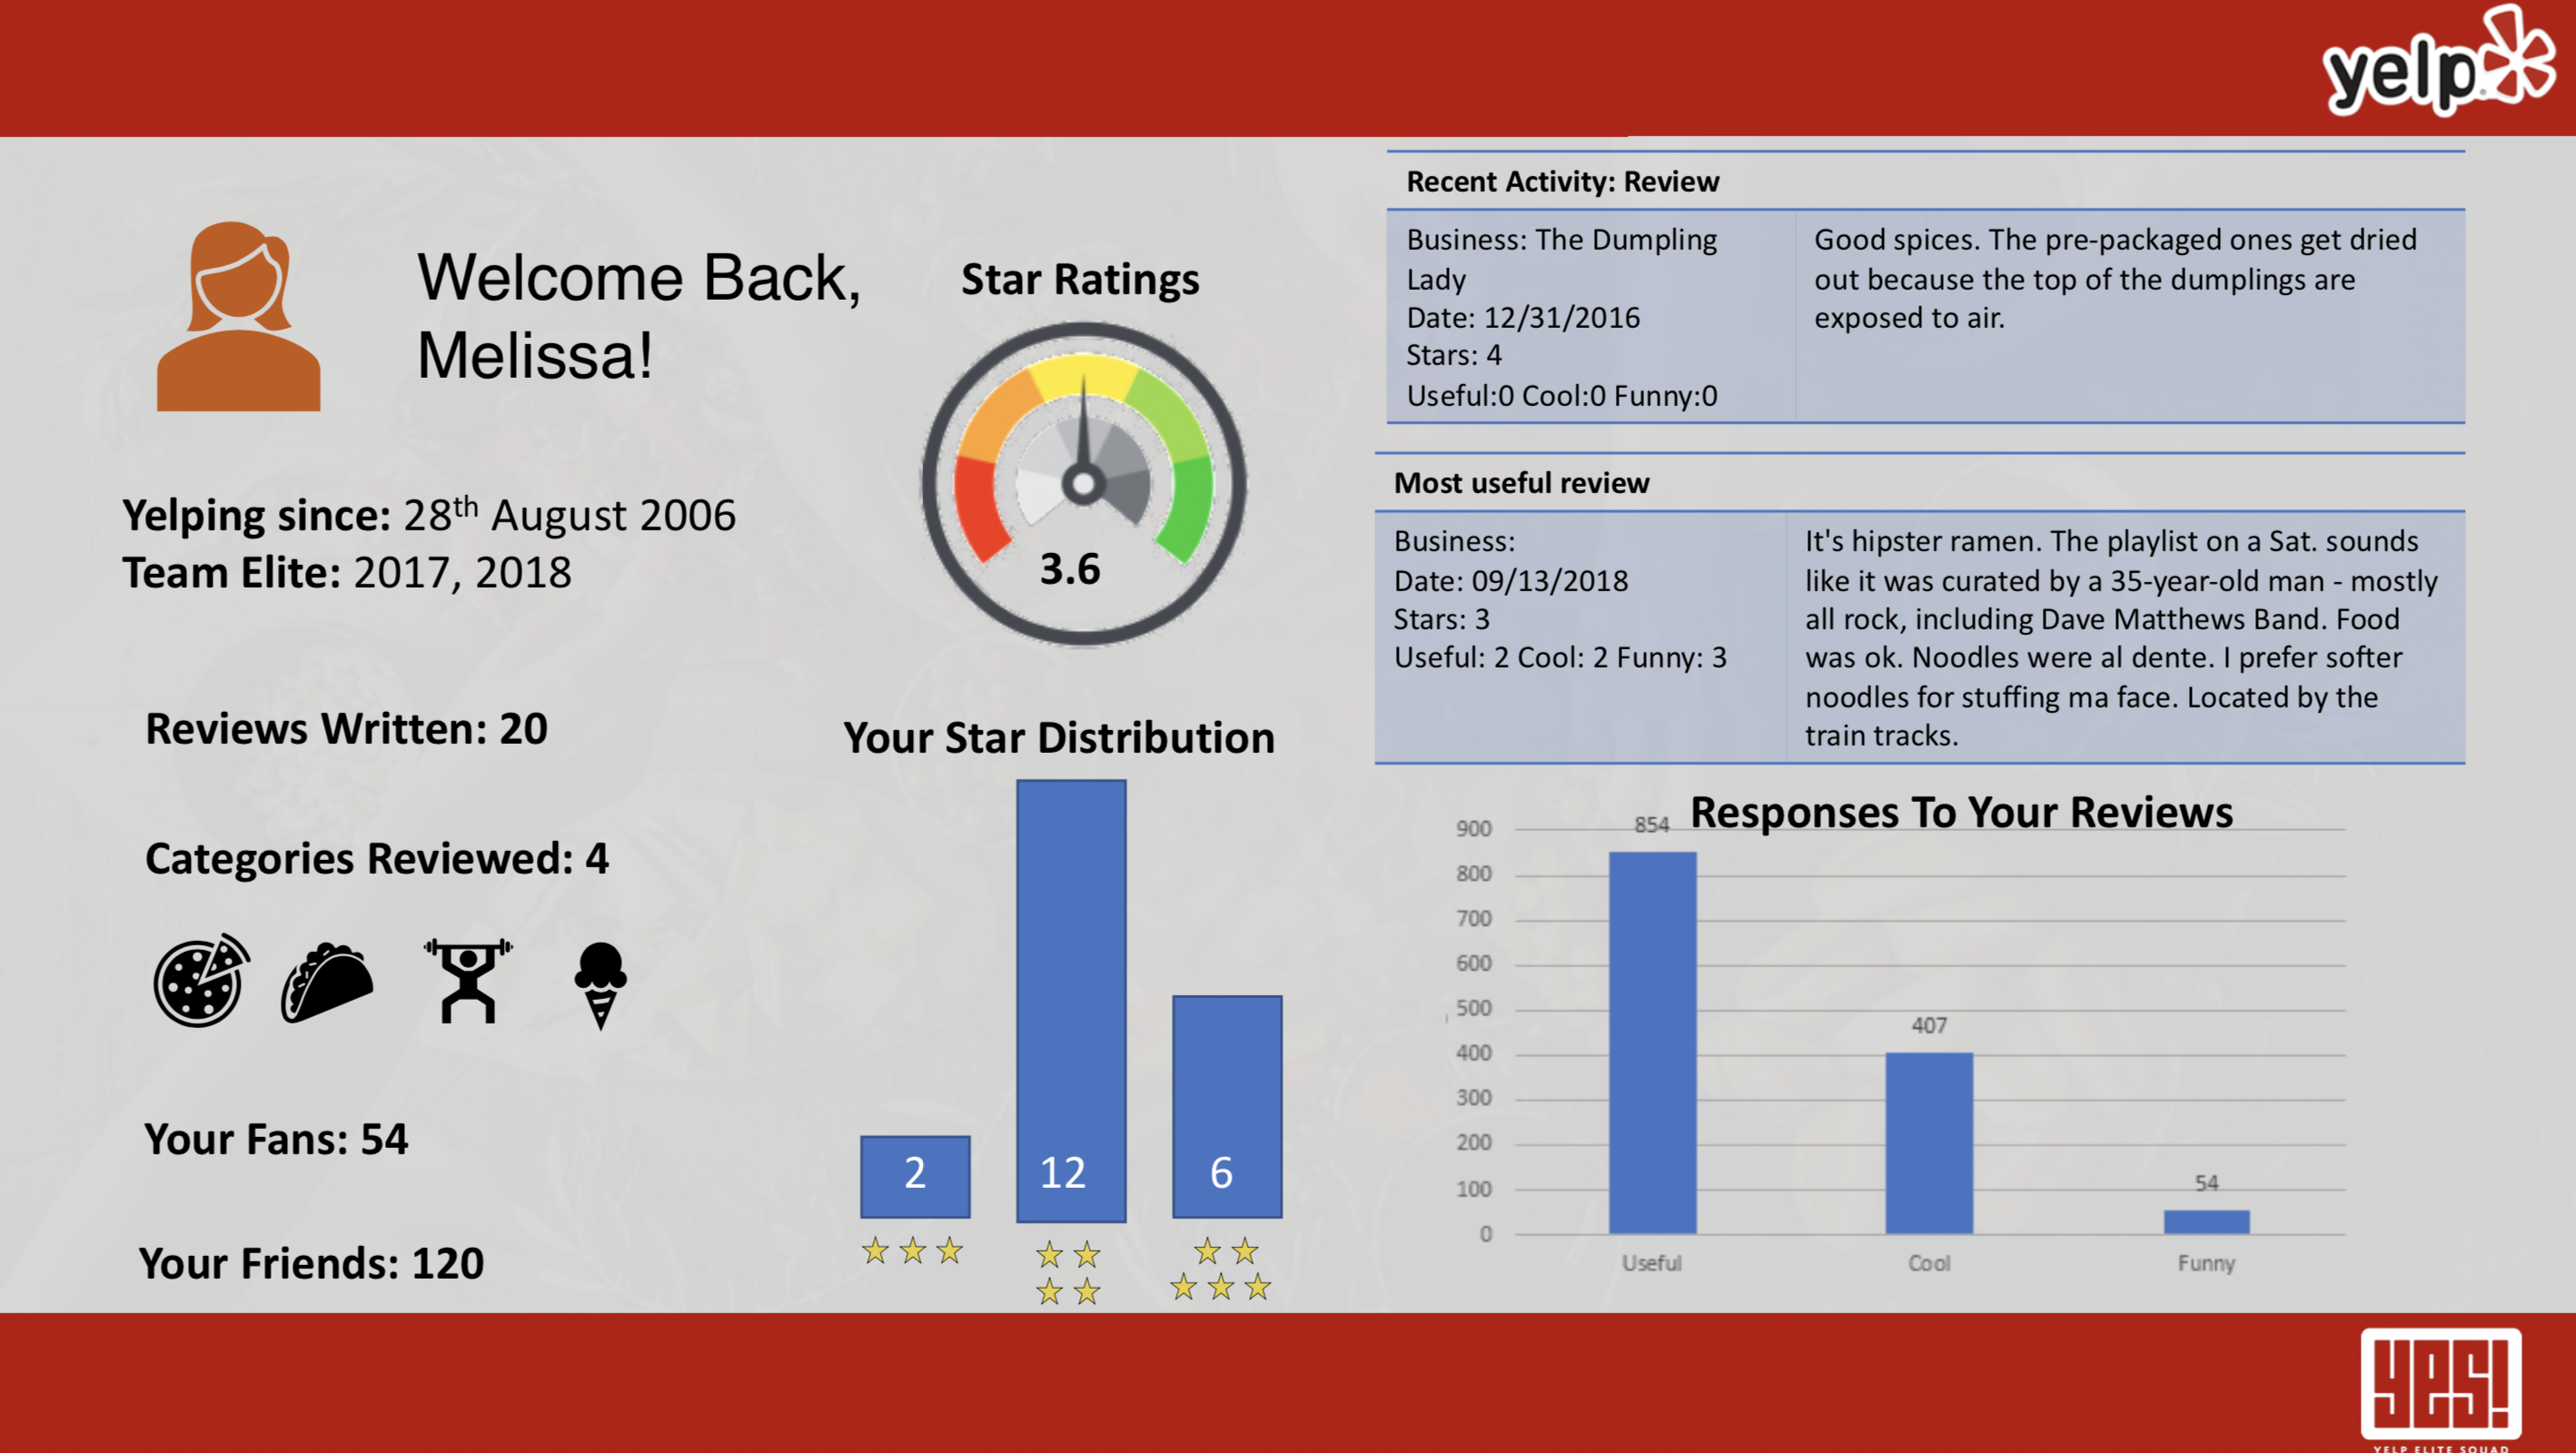 yelp
Welcome Back,
Melissa!
Yelping since: 28th August 2006
Team Elite: 2017, 2018
Reviews Written: 20
Categories Reviewed: 4
Your Fans: 54
Your Friends: 120
Star Ratings
3.6
Your Star Distribution
2
12
6
Recent Activity: Review
Business: The Dumpling
Lady
Date: 12/31/2016
Stars: 4
Useful:0 Cool:0 Funny:0
Good spices. The pre-packaged ones get dried
out because the top of the dumplings are
exposed to air.
Most useful review
Business:
Date: 09/13/2018
Stars: 3
Useful: 2 Cool: 2 Funny: 3
It's hipster ramen. The playlist on a Sat. sounds
like it was curated by a 35-year-old man - mostly
all rock, including Dave Matthews Band. Food
was ok. Noodles were al dente. I prefer softer
noodles for stuffing ma face. Located by the
train tracks.
Responses To Your Reviews
900
800
700
600
500
400
300
200
100
0
854
407
54
Useful
Cool
Funny
yes!
YELP ELITE SQUAD